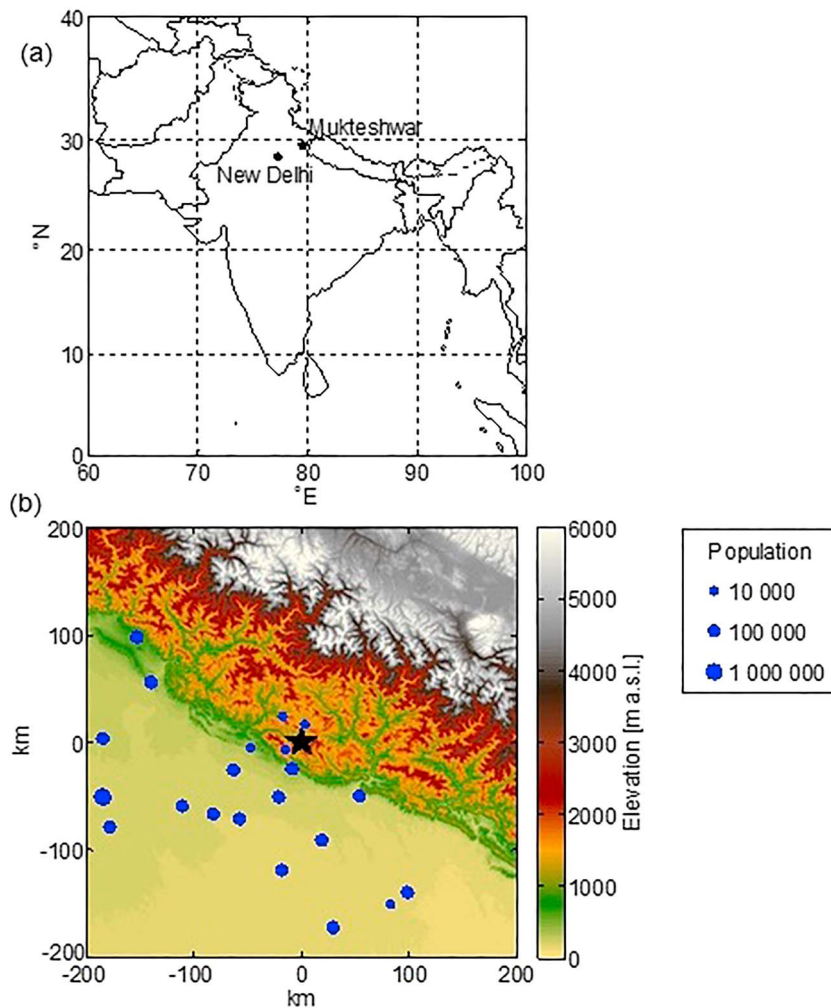 (a)
40
30
20
10
0
°N
Mukteshwar
New Delhi
60 70 80 90 100
°E
(b)
200
100
0
-100
-200
km
-200 -100 0 100 200
km
6000
5000
4000
3000
2000
1000
0
Elevation [m a.s.l.]
Population
10 000
100 000
1 000 000